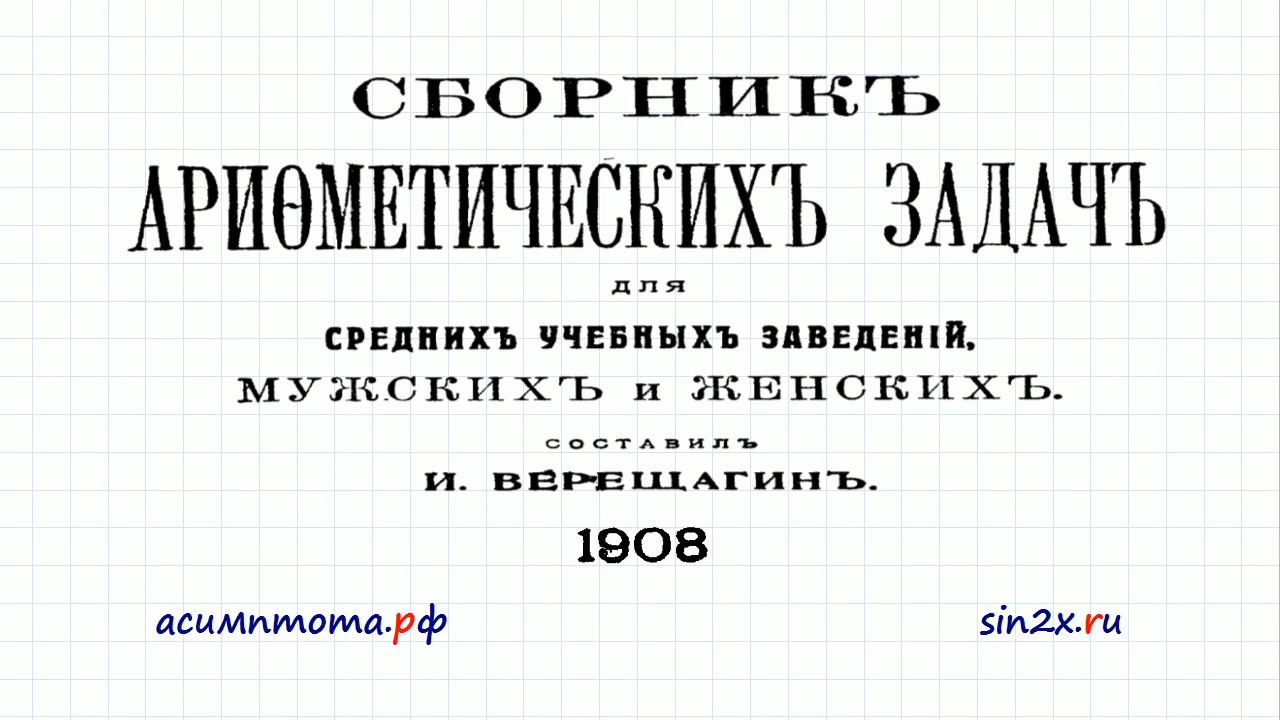 СБОРНИКЪ
АРИѲМЕТИЧЕСКИХЪ ЗАДАЧЪ
для
СРЕДНИХЪ УЧЕБНЫХЪ ЗАВЕДЕНІЙ,
МУЖСКИХЪ и ЖЕНСКИХЪ.
СОСТАВИЛЪ
И. ВЕРЕЩАГИНЪ.
1908
асимптота.рф
sin2x.ru